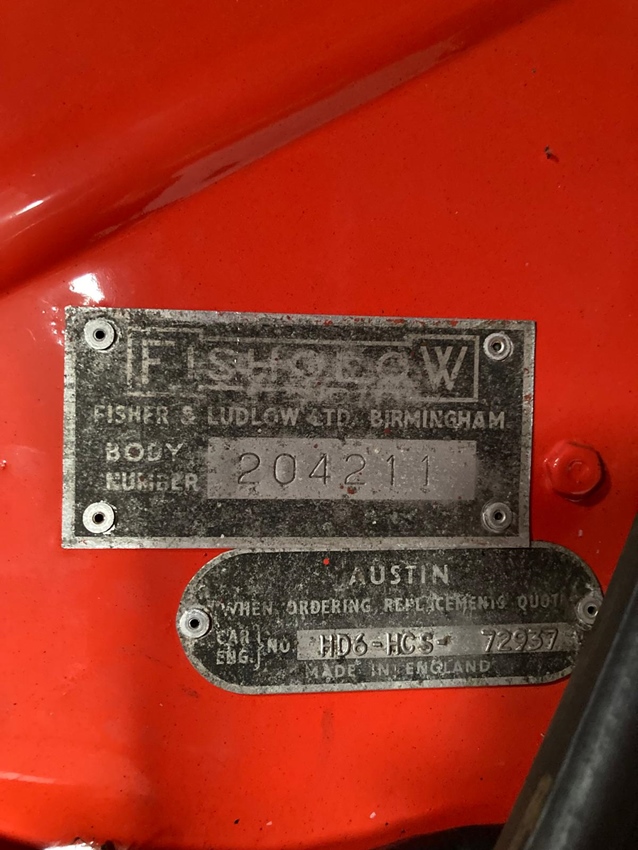 FISHOLOW
FISHER & LUDLOW LTD, BIRMINGHAM
BODY NUMBER 204211
AUSTIN
WHEN ORDERING REPLACEMENTS QUOTE
CAR ENG. } NO. HD6-HCS- 72937
MADE IN ENGLAND